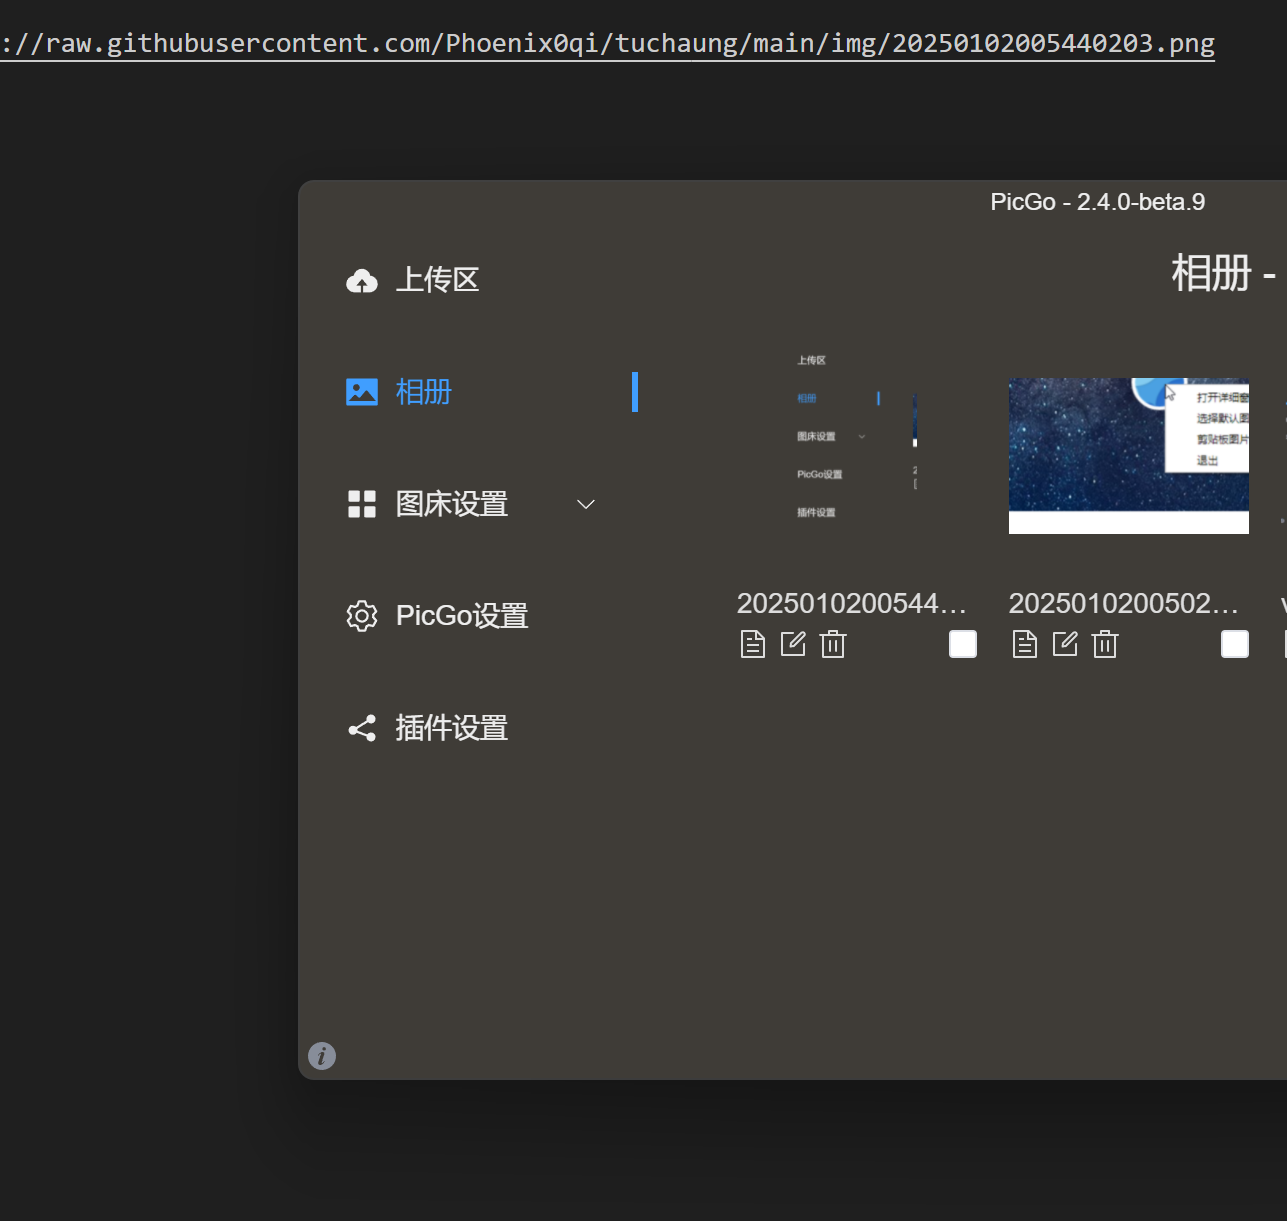 ://raw.githubusercontent.com/Phoenix0qi/tuchaung/main/img/20250102005440203.png
PicGo - 2.4.0-beta.9
相册 -
上传区
相册
图床设置
PicGo设置
插件设置
上传区
相册
图床设置
PicGo设置
插件设置
打开详细窗
选择默认图
剪贴板图片
退出
2025010200544...
2025010200502...